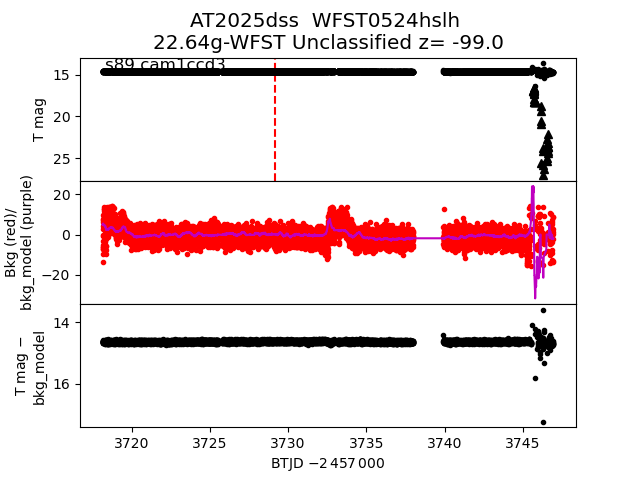 AT2025dss  WFST0524hslh
22.64g-WFST Unclassified z= -99.0
s89 cam1ccd3
T mag
15
20
25
Bkg (red)/
bkg_model (purple)
20
0
−20
T mag −
bkg_model
14
16
3720
3725
3730
3735
3740
3745
BTJD −2 457 000